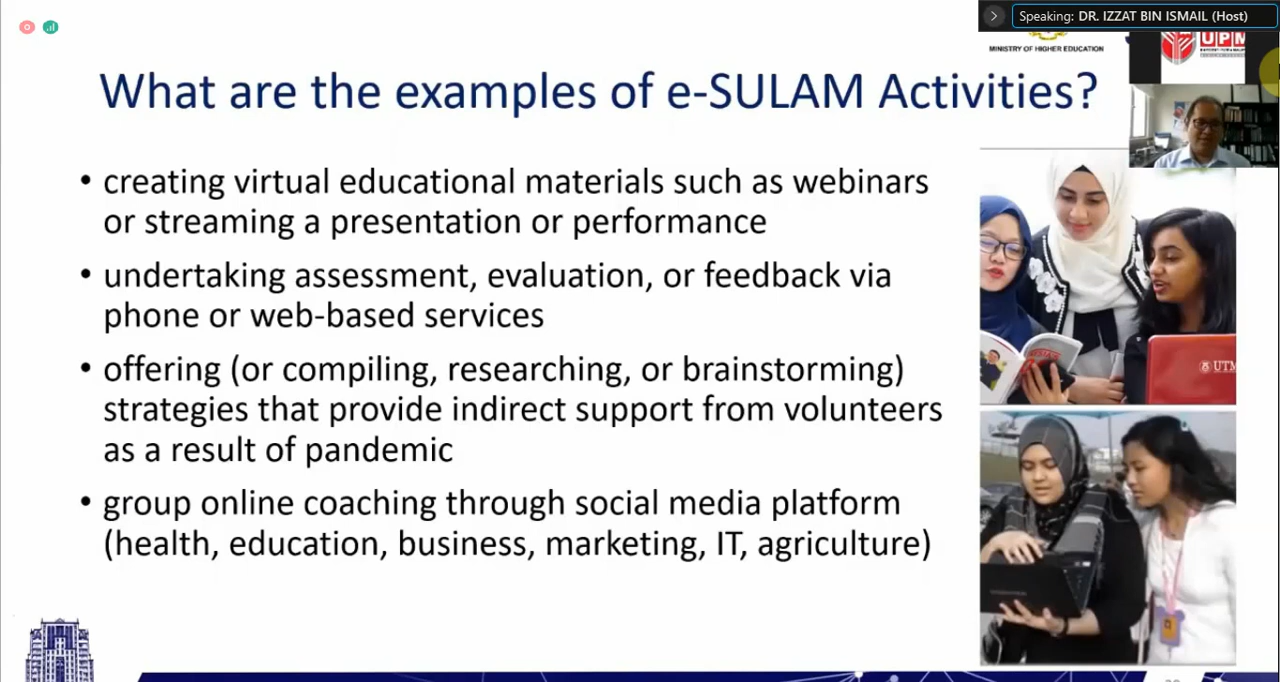 Speaking: DR. IZZAT BIN ISMAIL (Host)
MINISTRY OF HIGHER EDUCATION
UPM
What are the examples of e-SULAM Activities?
• creating virtual educational materials such as webinars
or streaming a presentation or performance
• undertaking assessment, evaluation, or feedback via
phone or web-based services
• offering (or compiling, researching, or brainstorming)
strategies that provide indirect support from volunteers
as a result of pandemic
• group online coaching through social media platform
(health, education, business, marketing, IT, agriculture)
UTM